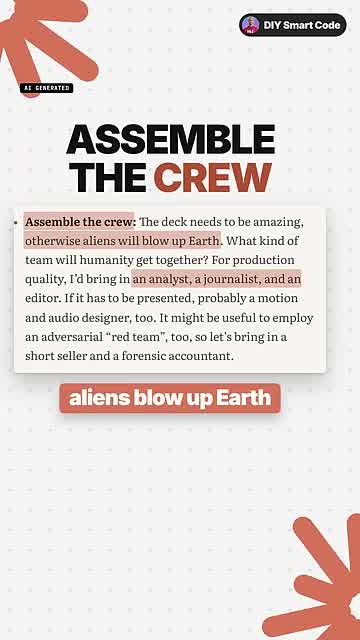 DIY Smart Code
AI GENERATED
ASSEMBLE
THE CREW
• Assemble the crew: The deck needs to be amazing,
otherwise aliens will blow up Earth. What kind of
team will humanity get together? For production
quality, I’d bring in an analyst, a journalist, and an
editor. If it has to be presented, probably a motion
and audio designer, too. It might be useful to employ
an adversarial “red team”, too, so let’s bring in a
short seller and a forensic accountant.
aliens blow up Earth